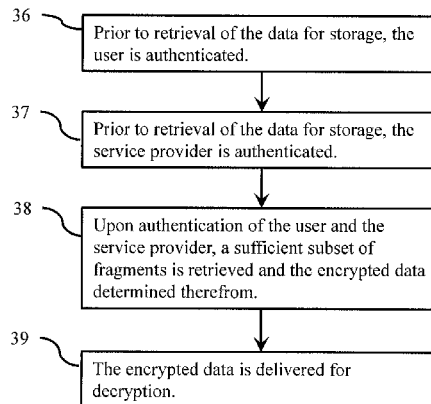 36
Prior to retrieval of the data for storage, the
user is authenticated.
37
Prior to retrieval of the data for storage, the
service provider is authenticated.
38
Upon authentication of the user and the
service provider, a sufficient subset of
fragments is retrieved and the encrypted data
determined therefrom.
39
The encrypted data is delivered for
decryption.